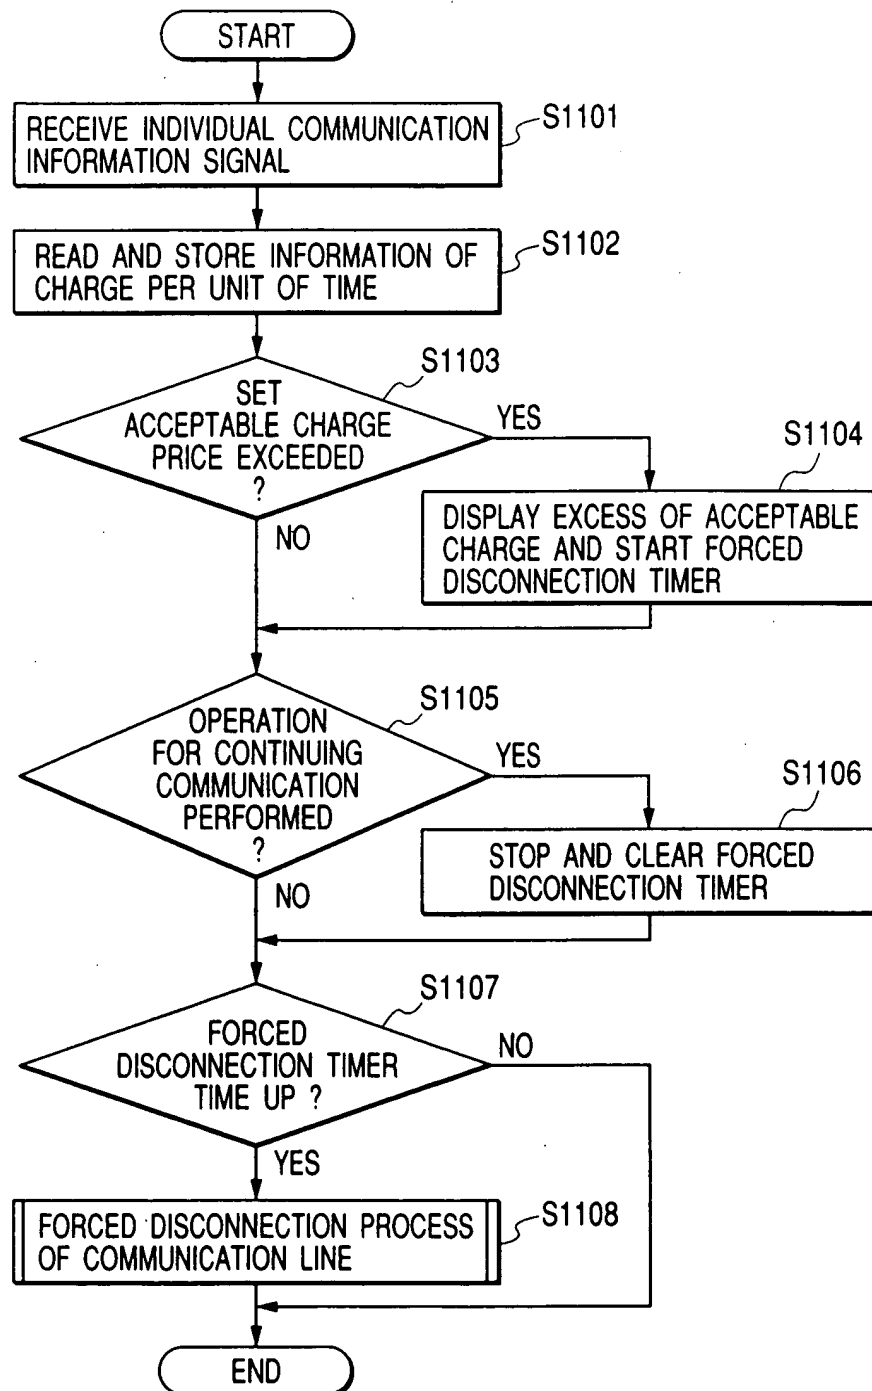 START
RECEIVE INDIVIDUAL COMMUNICATION
INFORMATION SIGNAL
S1101
READ AND STORE INFORMATION OF
CHARGE PER UNIT OF TIME
S1102
S1103
SET
ACCEPTABLE CHARGE
PRICE EXCEEDED
?
YES
NO
S1104
DISPLAY EXCESS OF ACCEPTABLE
CHARGE AND START FORCED
DISCONNECTION TIMER
S1105
OPERATION
FOR CONTINUING
COMMUNICATION
PERFORMED
?
YES
NO
S1106
STOP AND CLEAR FORCED
DISCONNECTION TIMER
S1107
FORCED
DISCONNECTION TIMER
TIME UP ?
NO
YES
FORCED DISCONNECTION PROCESS
OF COMMUNICATION LINE
S1108
END